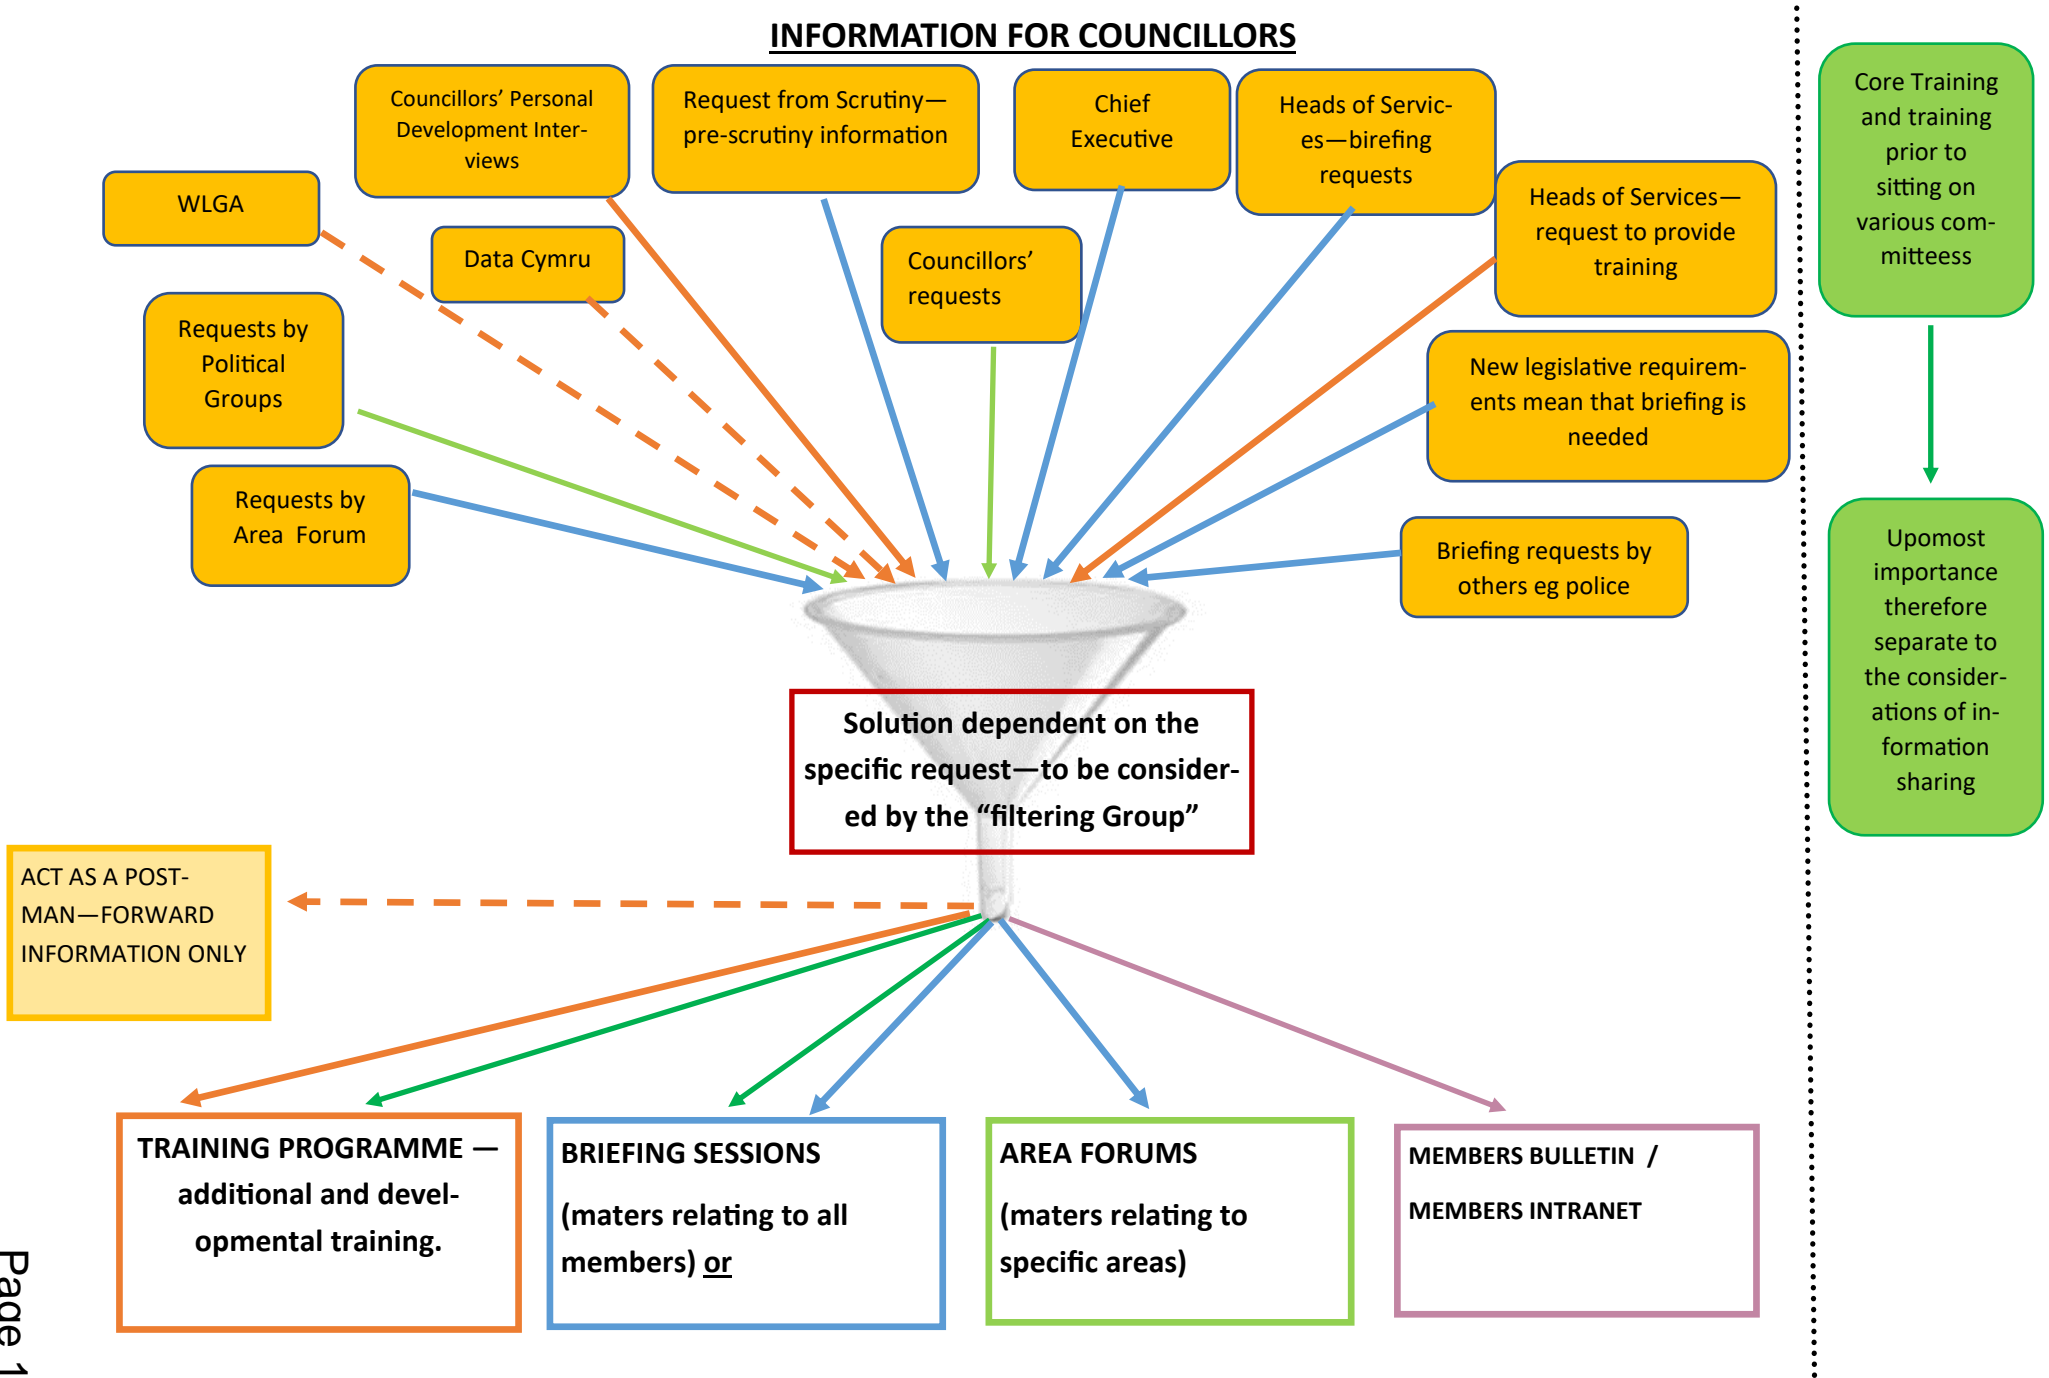 INFORMATION FOR COUNCILLORS
Councillors’ Personal
Development Inter-
views
Request from Scrutiny—
pre-scrutiny information
Chief
Executive
Heads of Servic-
es—birefing
requests
Core Training
and training
prior to
sitting on
various com-
mitteess
WLGA
Data Cymru
Councillors’
requests
Heads of Services—
request to provide
training
Requests by
Political
Groups
New legislative requirem-
ents mean that briefing is
needed
Requests by
Area Forum
Briefing requests by
others eg police
Upomost
importance
therefore
separate to
the consider-
ations of in-
formation
sharing
Solution dependent on the
specific request—to be consider-
ed by the “filtering Group”
ACT AS A POST-
MAN—FORWARD
INFORMATION ONLY
TRAINING PROGRAMME —
additional and devel-
opmental training.
BRIEFING SESSIONS
(maters relating to all
members) or
AREA FORUMS
(maters relating to
specific areas)
MEMBERS BULLETIN /
MEMBERS INTRANET
Page 1